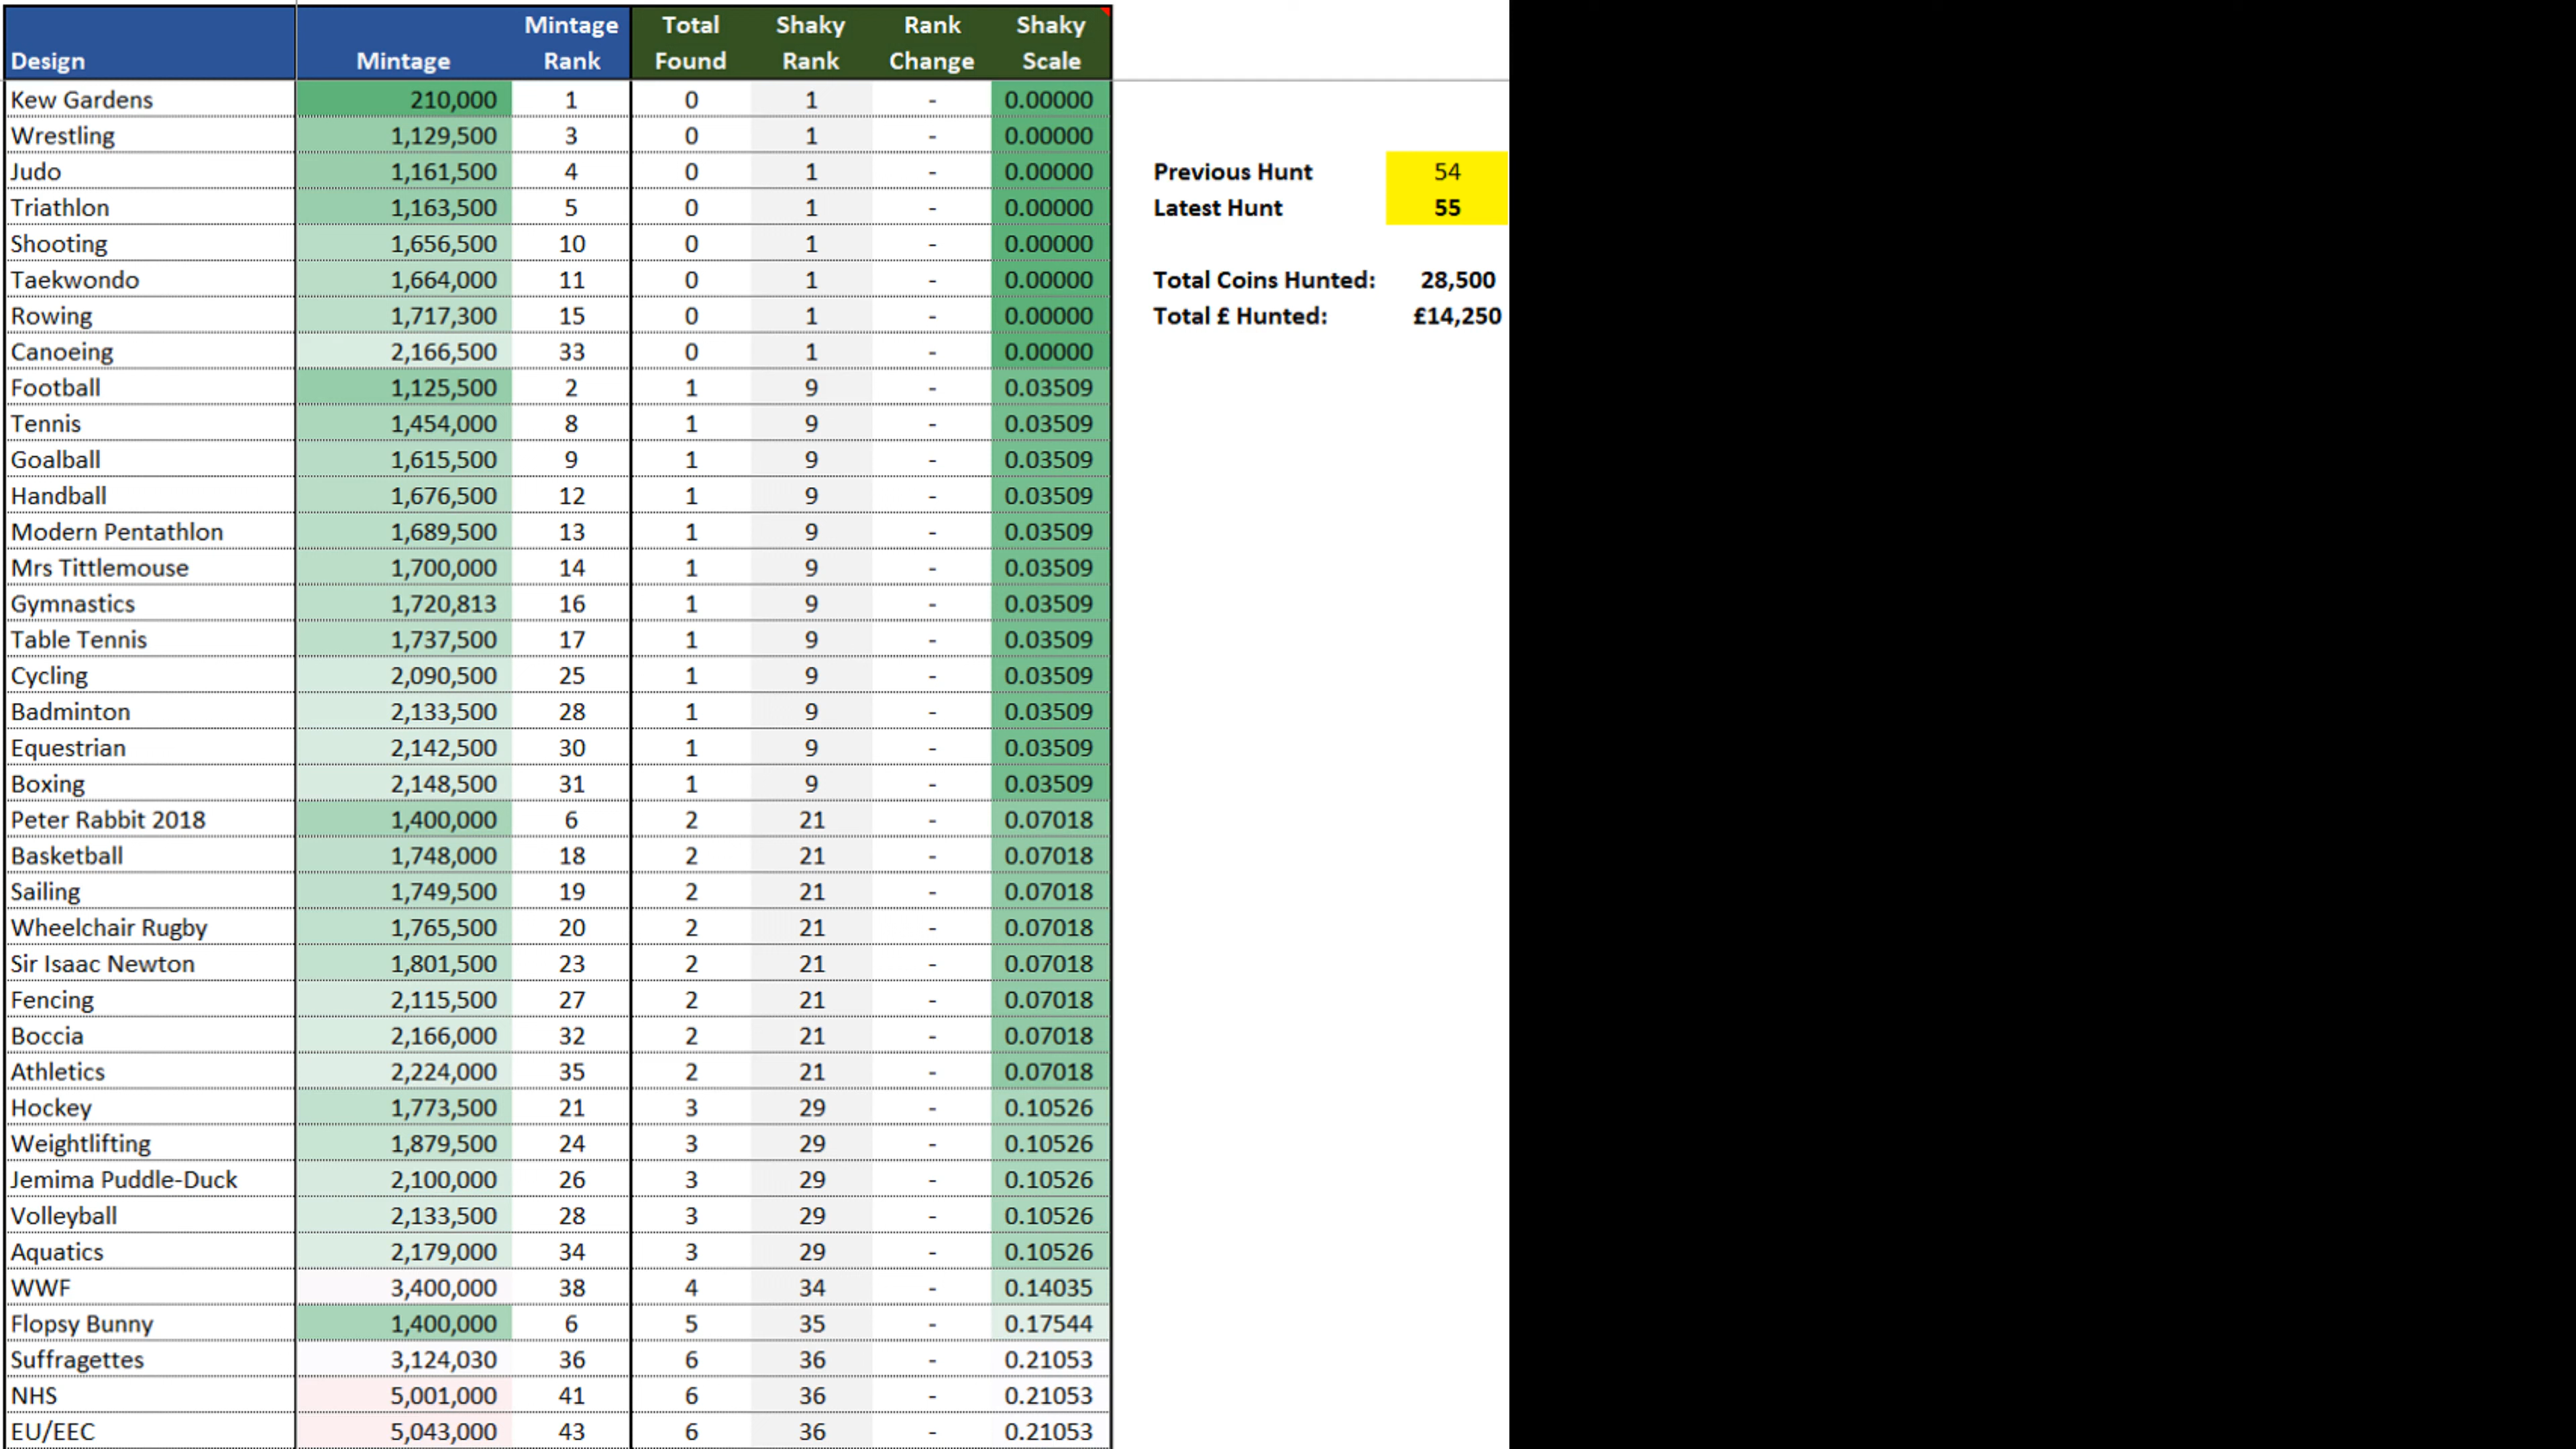 Design Mintage Mintage Rank Total Found Shaky Rank Rank Change Shaky Scale
Kew Gardens 210,000 1 0 1 - 0.00000
Wrestling 1,129,500 3 0 1 - 0.00000
Judo 1,161,500 4 0 1 - 0.00000 Previous Hunt 54
Triathlon 1,163,500 5 0 1 - 0.00000 Latest Hunt 55
Shooting 1,656,500 10 0 1 - 0.00000
Taekwondo 1,664,000 11 0 1 - 0.00000 Total Coins Hunted: 28,500
Rowing 1,717,300 15 0 1 - 0.00000 Total £ Hunted: £14,250
Canoeing 2,166,500 33 0 1 - 0.00000
Football 1,125,500 2 1 9 - 0.03509
Tennis 1,454,000 8 1 9 - 0.03509
Goalball 1,615,500 9 1 9 - 0.03509
Handball 1,676,500 12 1 9 - 0.03509
Modern Pentathlon 1,689,500 13 1 9 - 0.03509
Mrs Tittlemouse 1,700,000 14 1 9 - 0.03509
Gymnastics 1,720,813 16 1 9 - 0.03509
Table Tennis 1,737,500 17 1 9 - 0.03509
Cycling 2,090,500 25 1 9 - 0.03509
Badminton 2,133,500 28 1 9 - 0.03509
Equestrian 2,142,500 30 1 9 - 0.03509
Boxing 2,148,500 31 1 9 - 0.03509
Peter Rabbit 2018 1,400,000 6 2 21 - 0.07018
Basketball 1,748,000 18 2 21 - 0.07018
Sailing 1,749,500 19 2 21 - 0.07018
Wheelchair Rugby 1,765,500 20 2 21 - 0.07018
Sir Isaac Newton 1,801,500 23 2 21 - 0.07018
Fencing 2,115,500 27 2 21 - 0.07018
Boccia 2,166,000 32 2 21 - 0.07018
Athletics 2,224,000 35 2 21 - 0.07018
Hockey 1,773,500 21 3 29 - 0.10526
Weightlifting 1,879,500 24 3 29 - 0.10526
Jemima Puddle-Duck 2,100,000 26 3 29 - 0.10526
Volleyball 2,133,500 28 3 29 - 0.10526
Aquatics 2,179,000 34 3 29 - 0.10526
WWF 3,400,000 38 4 34 - 0.14035
Flopsy Bunny 1,400,000 6 5 35 - 0.17544
Suffragettes 3,124,030 36 6 36 - 0.21053
NHS 5,001,000 41 6 36 - 0.21053
EU/EEC 5,043,000 43 6 36 - 0.21053